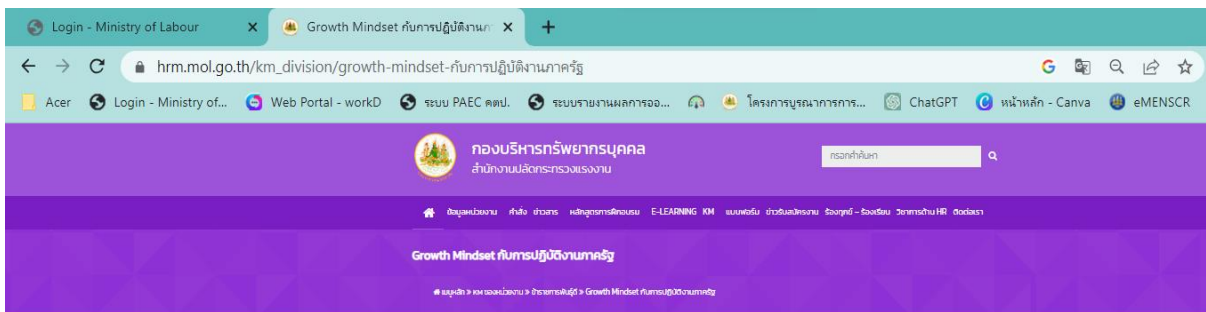 Login - Ministry of Labour
Growth Mindset กับการปฏิบัติงานภา
hrm.mol.go.th/km_division/growth-mindset-กับการปฏิบัติงานภาครัฐ
Acer Login - Ministry of... Web Portal - workD ระบบ PAEC คตป. ระบบรายงานผลการออ... โครงการบูรณาการการ... ChatGPT หน้าหลัก - Canva eMENSCR
กองบริหารทรัพยากรบุคคล
สำนักงานปลัดกระทรวงแรงงาน
กรอกคำค้นหา
ข้อมูลหน่วยงาน คำสั่ง ข่าวสาร หลักสูตรการฝึกอบรม E-LEARNING KM แบบฟอร์ม ข่าวรับสมัครงาน ร้องทุกข์ – ร้องเรียน วิชาการด้าน HR ติดต่อเรา
Growth Mindset กับการปฏิบัติงานภาครัฐ
เมนูหลัก » KM ของหน่วยงาน » ข้าราชการพันธุ์ดี » Growth Mindset กับการปฏิบัติงานภาครัฐ